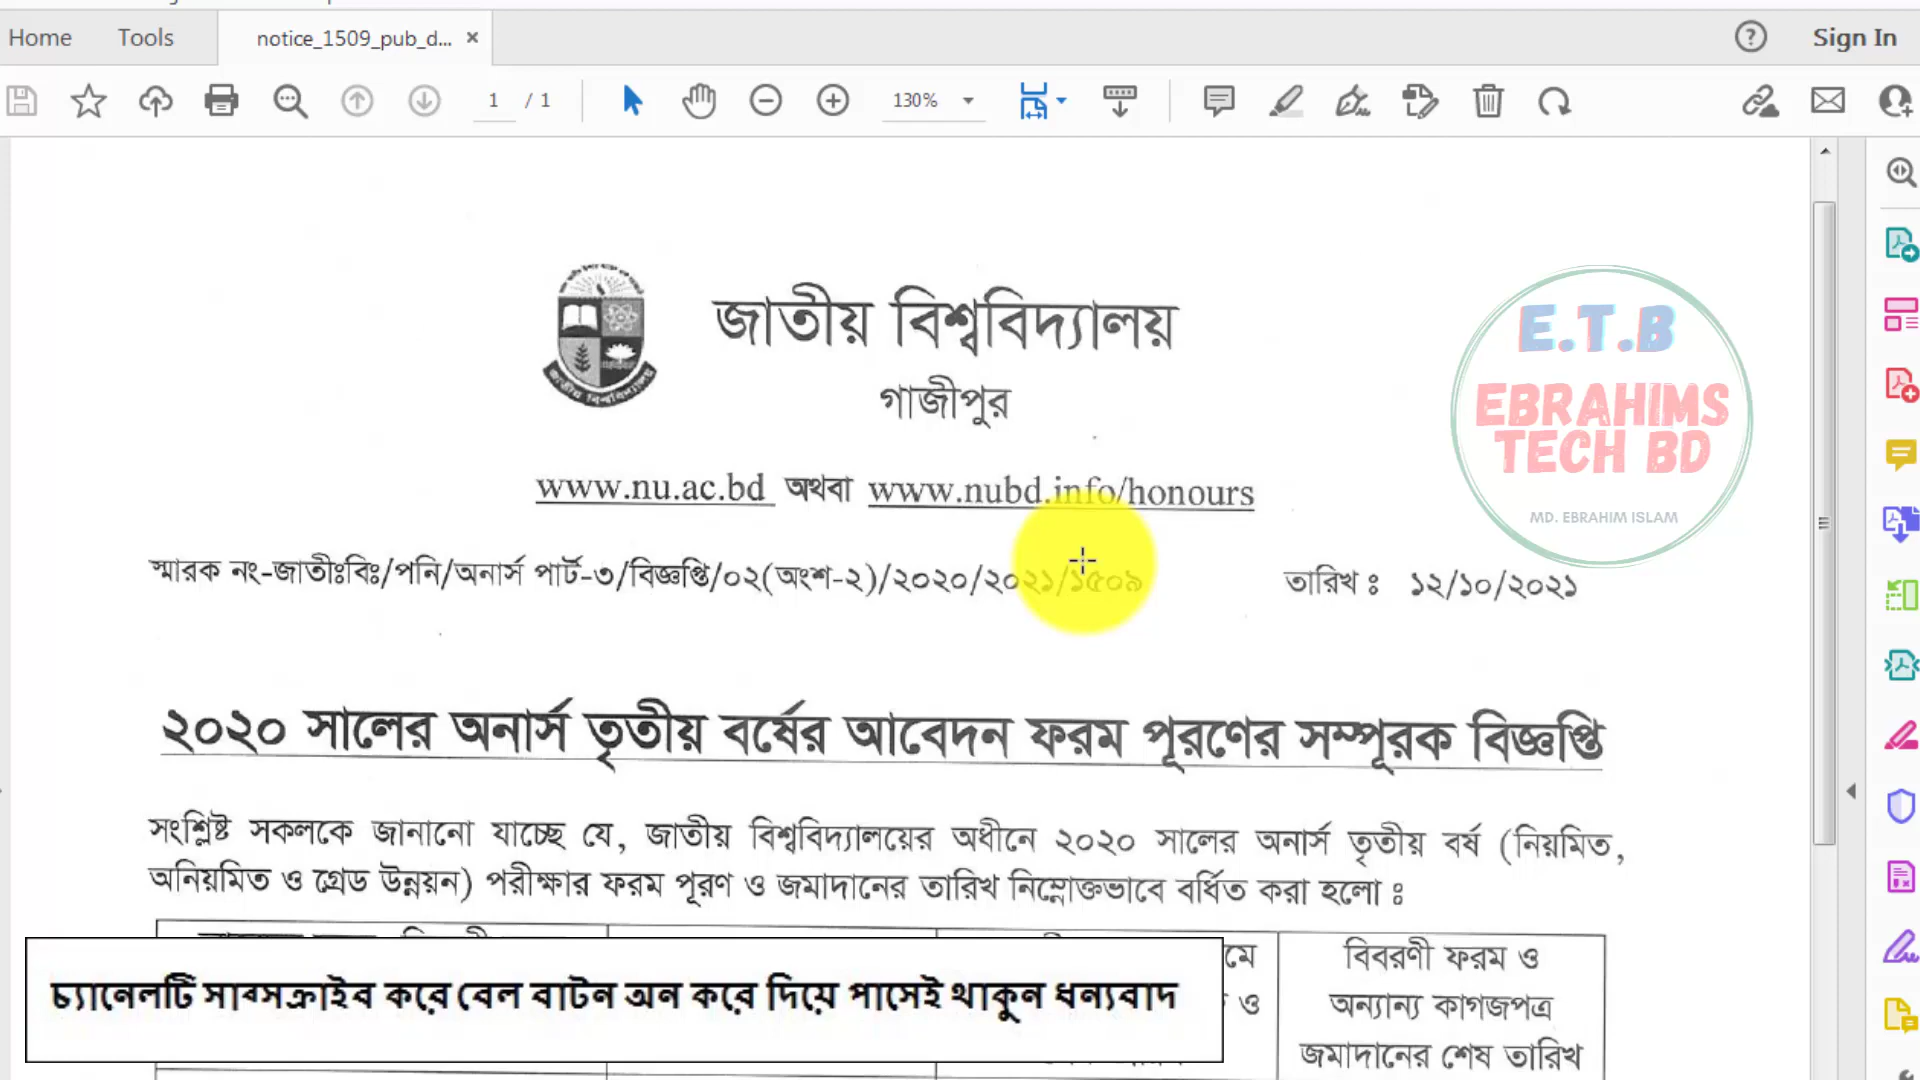 Home
Tools
notice_1509_pub_d...
Sign In
1 / 1
130%
জাতীয় বিশ্ববিদ্যালয়
গাজীপুর
www.nu.ac.bd অথবা www.nubd.info/honours
স্মারক নং-জাতীঃবিঃ/পনি/অনার্স পার্ট-৩/বিজ্ঞপ্তি/০২(অংশ-২)/২০২০/২০২১/১৫০৯ তারিখ ঃ ১২/১০/২০২১
E.T.B
EBRAHIMS
TECH BD
MD. EBRAHIM ISLAM
২০২০ সালের অনার্স তৃতীয় বর্ষের আবেদন ফরম পূরণের সম্পূরক বিজ্ঞপ্তি
সংশ্লিষ্ট সকলকে জানানো যাচ্ছে যে, জাতীয় বিশ্ববিদ্যালয়ের অধীনে ২০২০ সালের অনার্স তৃতীয় বর্ষ (নিয়মিত,
অনিয়মিত ও গ্রেড উন্নয়ন) পরীক্ষার ফরম পূরণ ও জমাদানের তারিখ নিম্নোক্তভাবে বর্ধিত করা হলো ঃ
বিবরণী ফরম ও
অন্যান্য কাগজপত্র
জমাদানের শেষ তারিখ
চ্যানেলটি সাবসক্রাইব করে বেল বাটন অন করে দিয়ে পাসেই থাকুন ধন্যবাদ